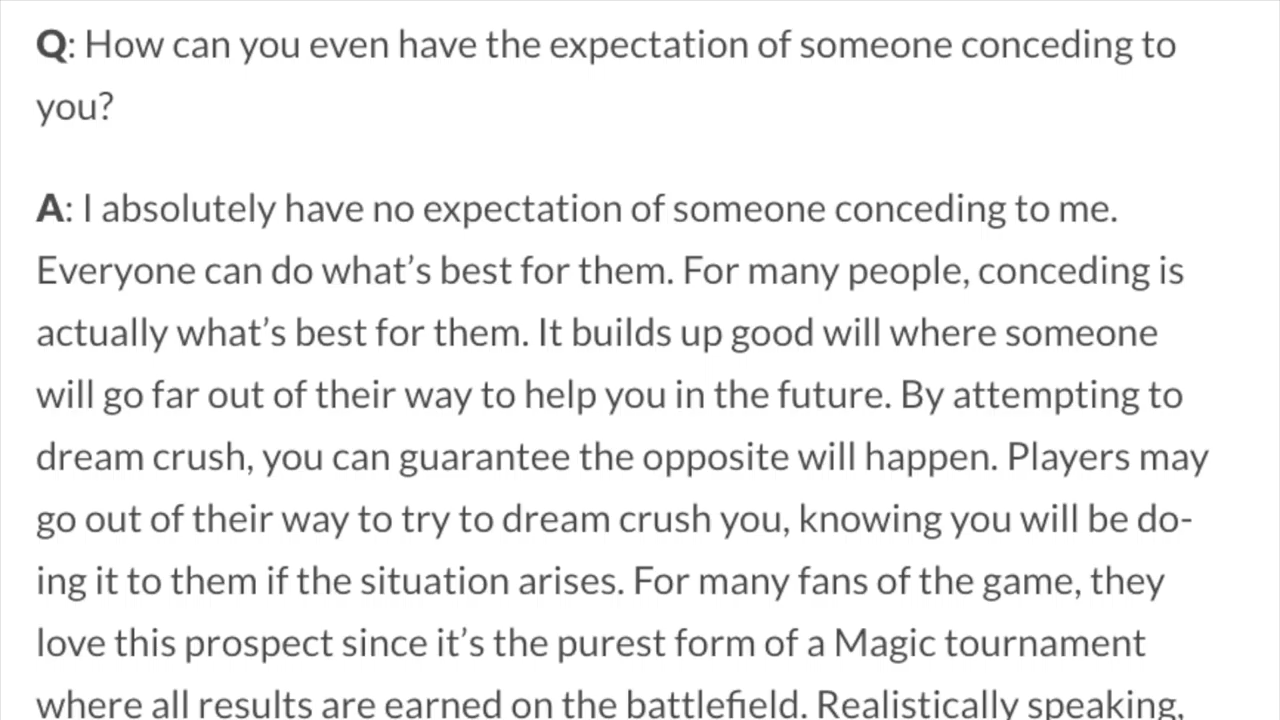 Q: How can you even have the expectation of someone conceding to
you?
A: I absolutely have no expectation of someone conceding to me.
Everyone can do what’s best for them. For many people, conceding is
actually what’s best for them. It builds up good will where someone
will go far out of their way to help you in the future. By attempting to
dream crush, you can guarantee the opposite will happen. Players may
go out of their way to try to dream crush you, knowing you will be do-
ing it to them if the situation arises. For many fans of the game, they
love this prospect since it’s the purest form of a Magic tournament
where all results are earned on the battlefield. Realistically speaking,